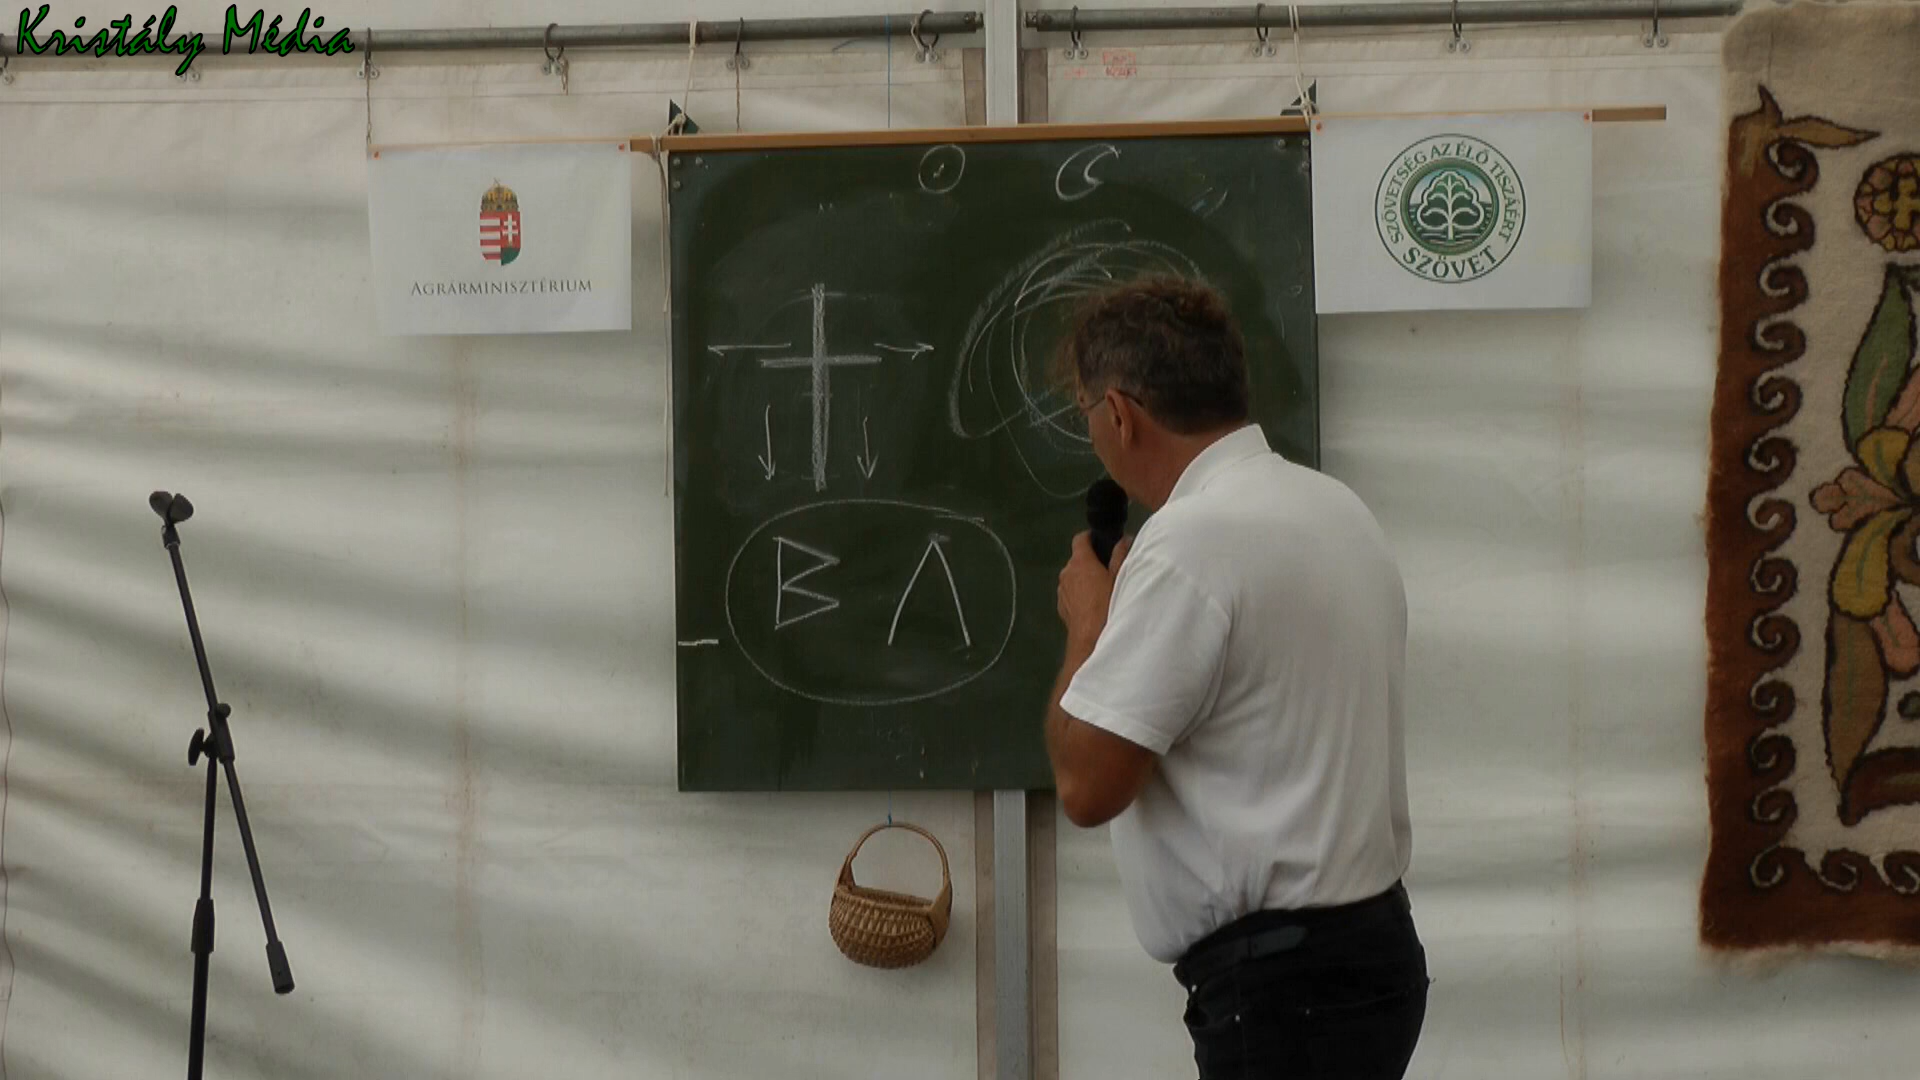 Kristály Média
AGRÁRMINISZTÉRIUM
SZÖVETSÉG AZ ÉLŐ TISZÁÉRT
SZÖVET
B Λ